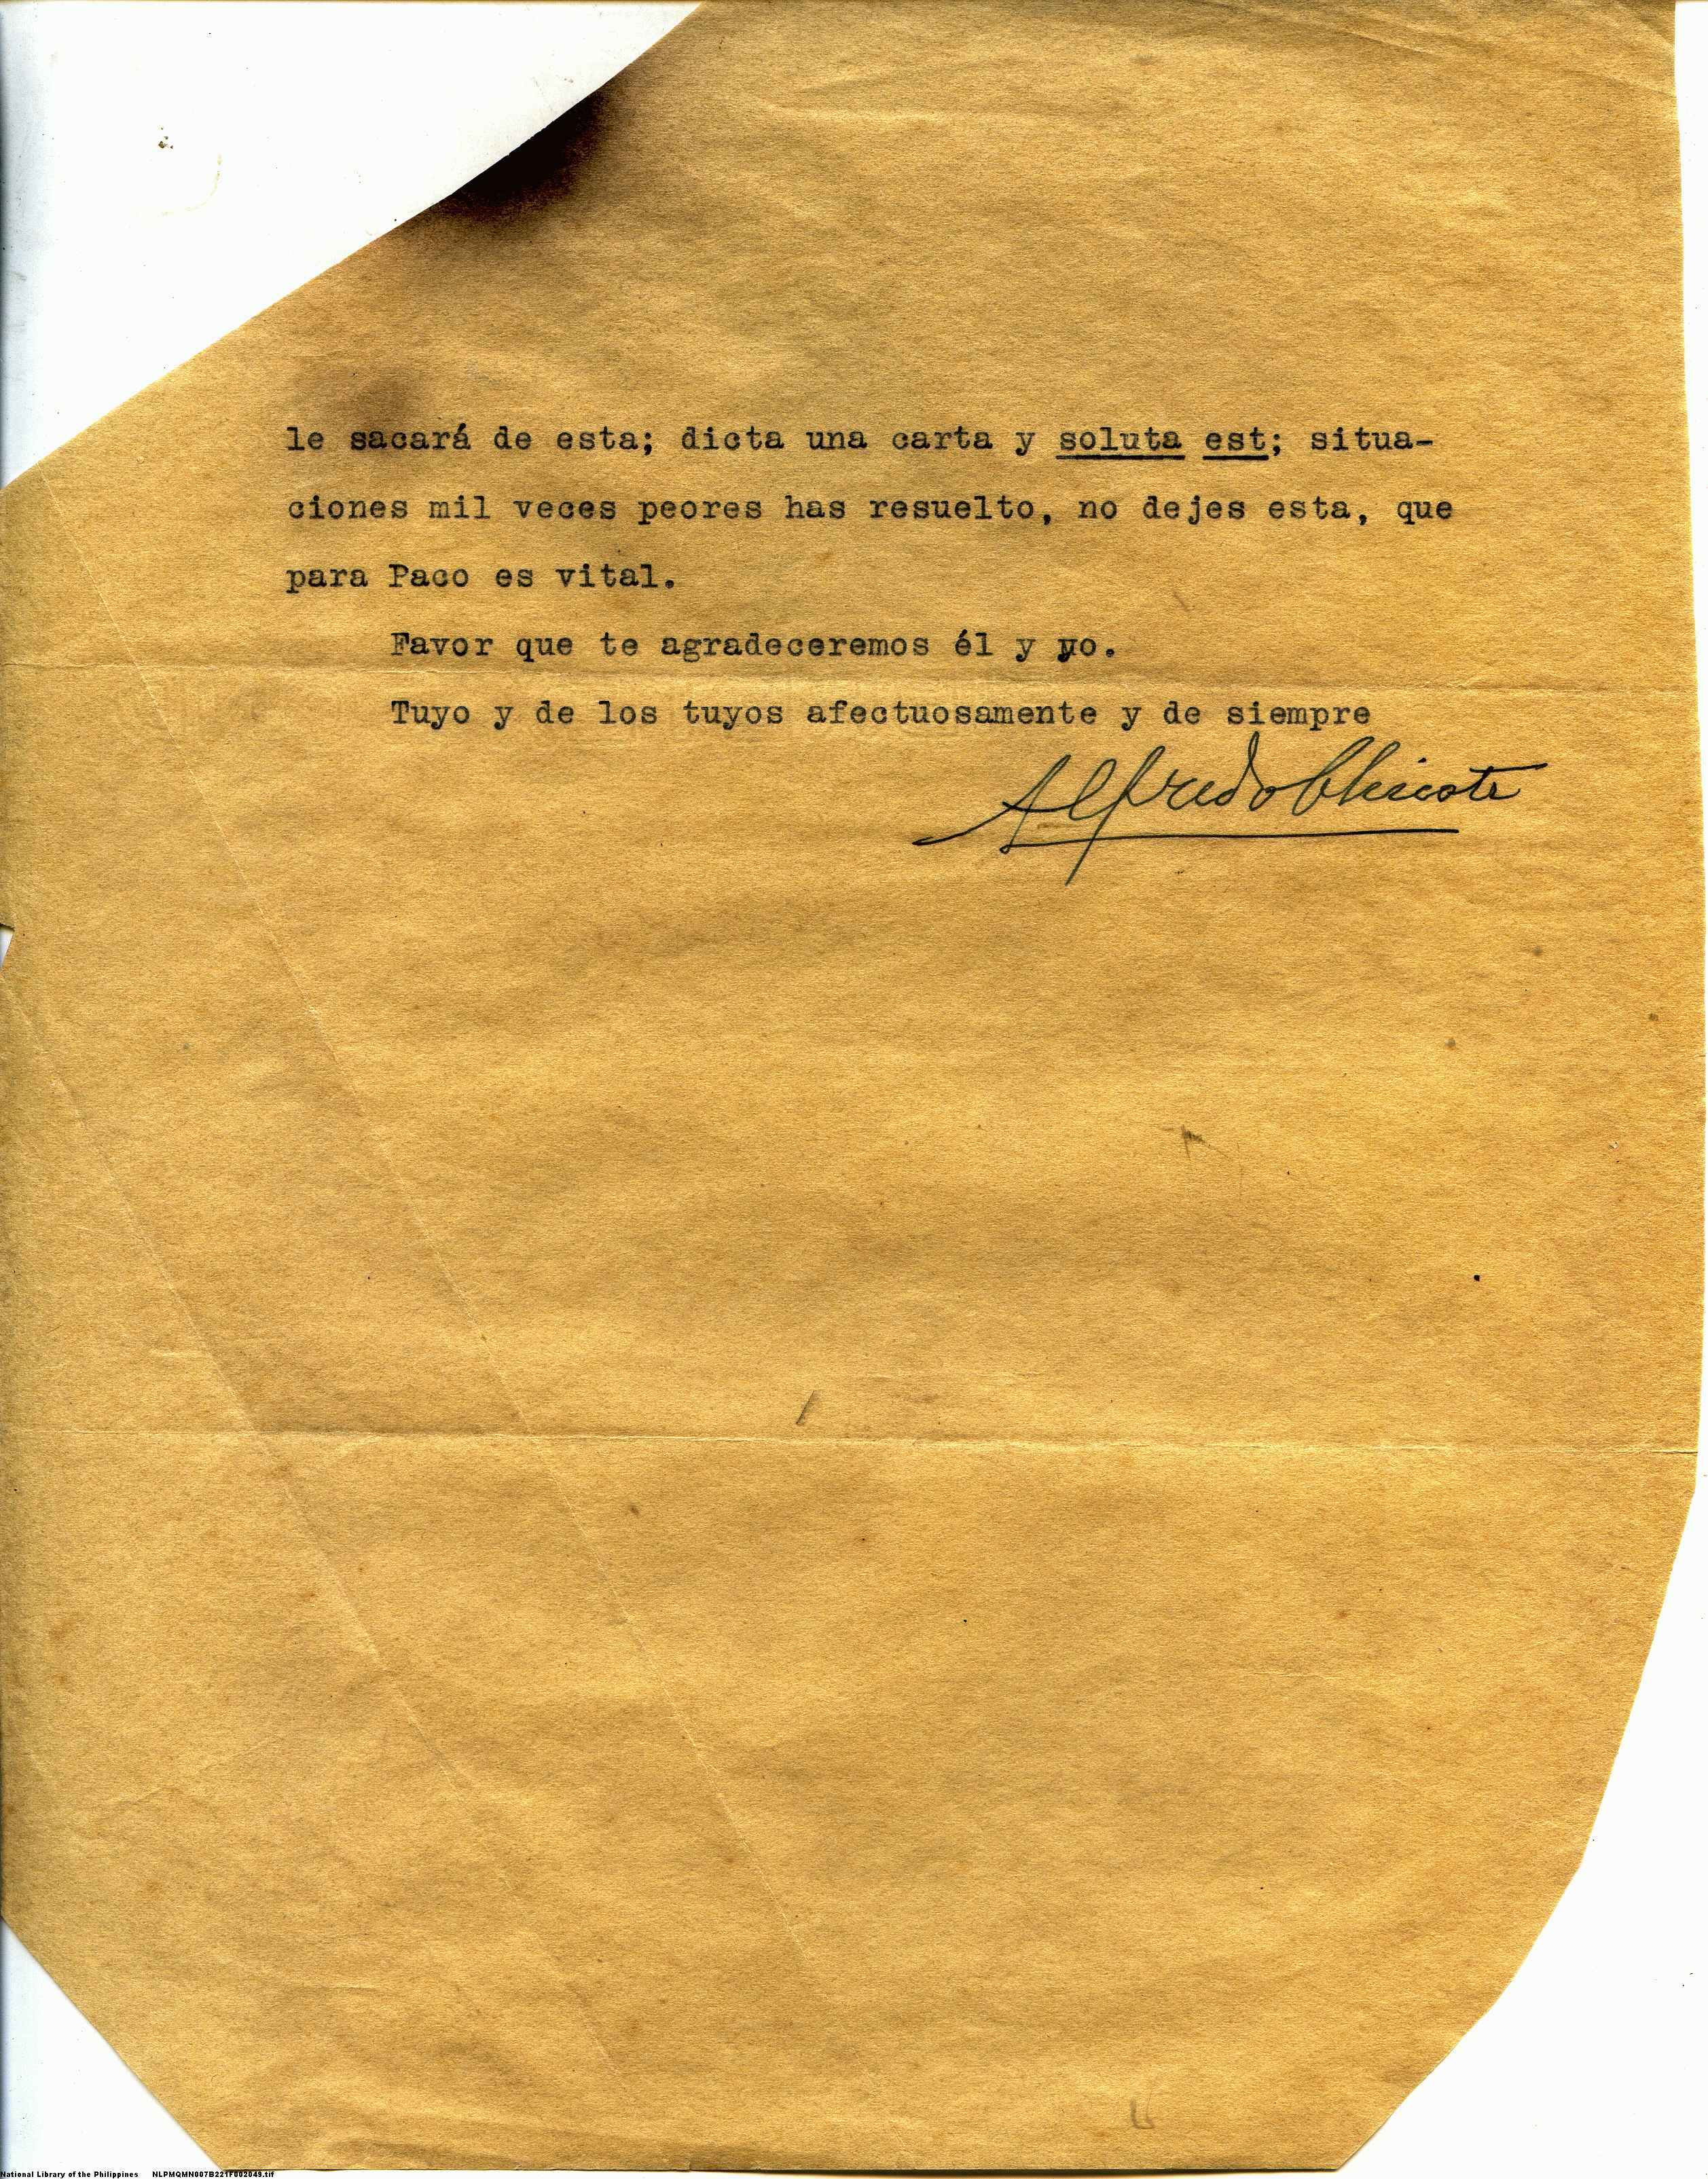 le sacará de esta; dicta una carta y soluta est; situa-
ciones mil veces peores has resuelto, no dejes esta, que
para Paco es vital.
Favor que te agradeceremos él y yo.
Tuyo y de los tuyos afectuosamente y de siempre
Alfredo Chicote
National Library of the Philippines NLPMQMN007B221F002049.tif